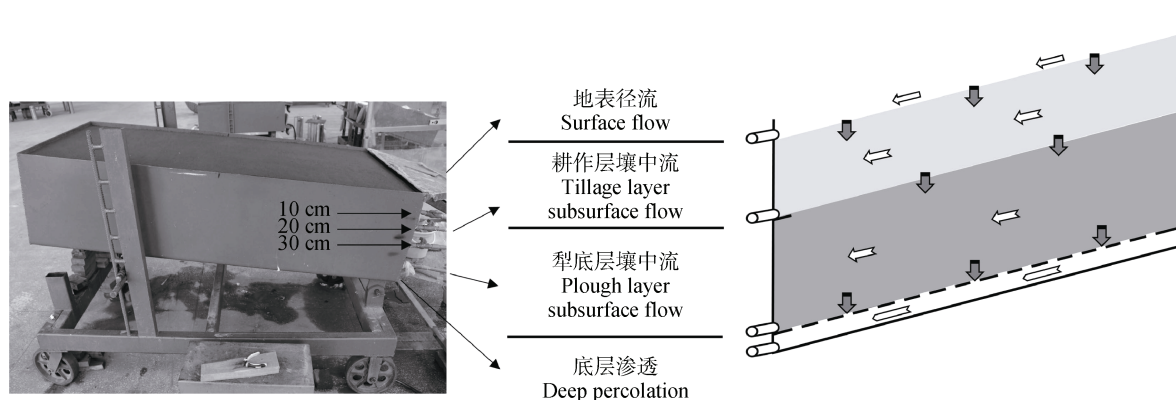 10 cm
20 cm
30 cm
地表径流
Surface flow
耕作层壤中流
Tillage layer
subsurface flow
犁底层壤中流
Plough layer
subsurface flow
底层渗透
Deep percolation